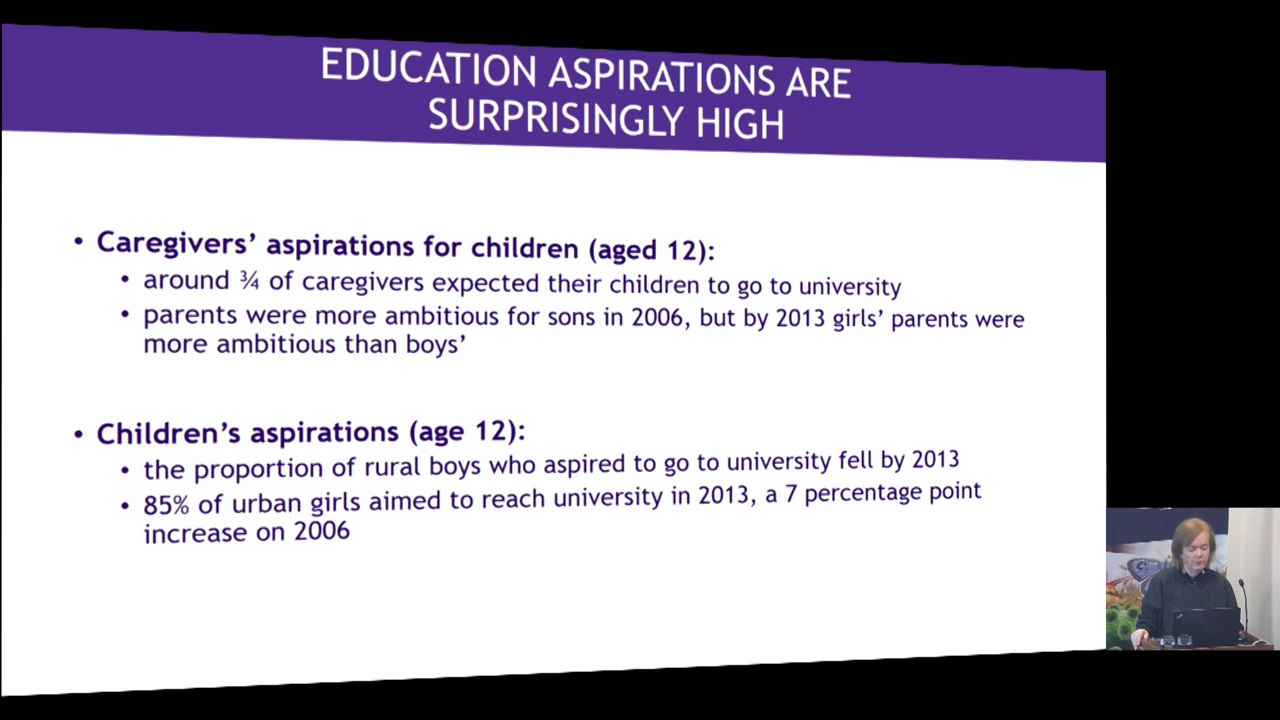 EDUCATION ASPIRATIONS ARE
SURPRISINGLY HIGH
• Caregivers’ aspirations for children (aged 12):
• around ¾ of caregivers expected their children to go to university
• parents were more ambitious for sons in 2006, but by 2013 girls’ parents were
more ambitious than boys’
• Children’s aspirations (age 12):
• the proportion of rural boys who aspired to go to university fell by 2013
• 85% of urban girls aimed to reach university in 2013, a 7 percentage point
increase on 2006